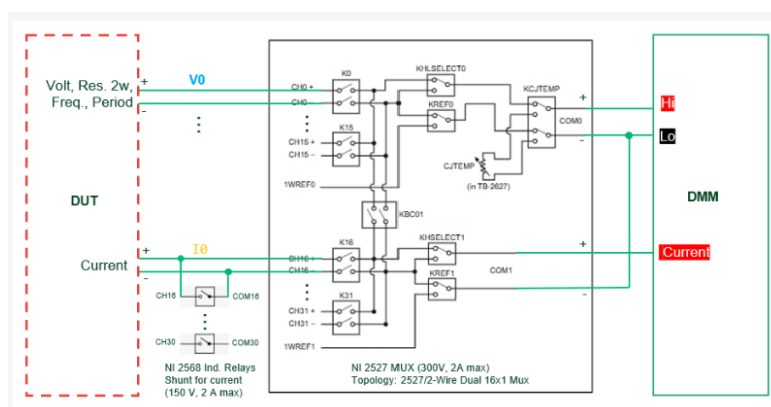 Volt, Res. 2w,
Freq., Period
+
-
V0
DUT
Current
+
-
I0
CH16
COM16
CH30
COM30
NI 2568 Ind. Relays
Shunt for current
(150 V, 2 A max)
K0
CH0 +
CH0 –
K15
CH15 +
CH15 –
1WREF0
KHLSELECT0
KREF0
KCJTEMP
+
COM0
-
CJTEMP
(in TB-2627)
KBC01
K16
CH16 +
CH16 –
K31
CH31 +
CH31 –
1WREF1
KHSELECT1
KREF1
+
COM1
-
NI 2527 MUX (300V, 2A max)
Topology: 2527/2-Wire Dual 16x1 Mux
Hi
Lo
DMM
Current